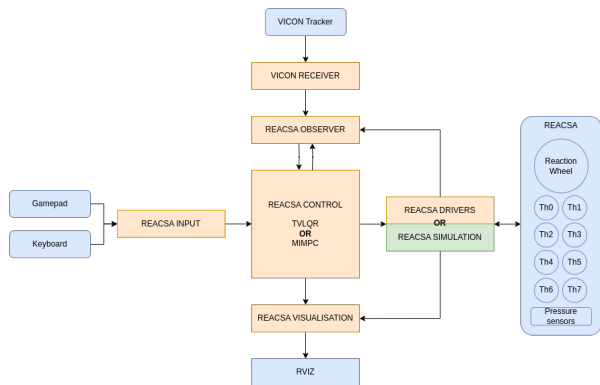 VICON Tracker
VICON RECEIVER
REACSA OBSERVER
REACSA
Reaction
Wheel
Th0
Th1
Th2
Th3
Th4
Th5
Th6
Th7
Pressure
sensors
Gamepad
Keyboard
REACSA INPUT
REACSA CONTROL
TVLQR
OR
MIMPC
REACSA DRIVERS
OR
REACSA SIMULATION
REACSA VISUALISATION
RVIZ